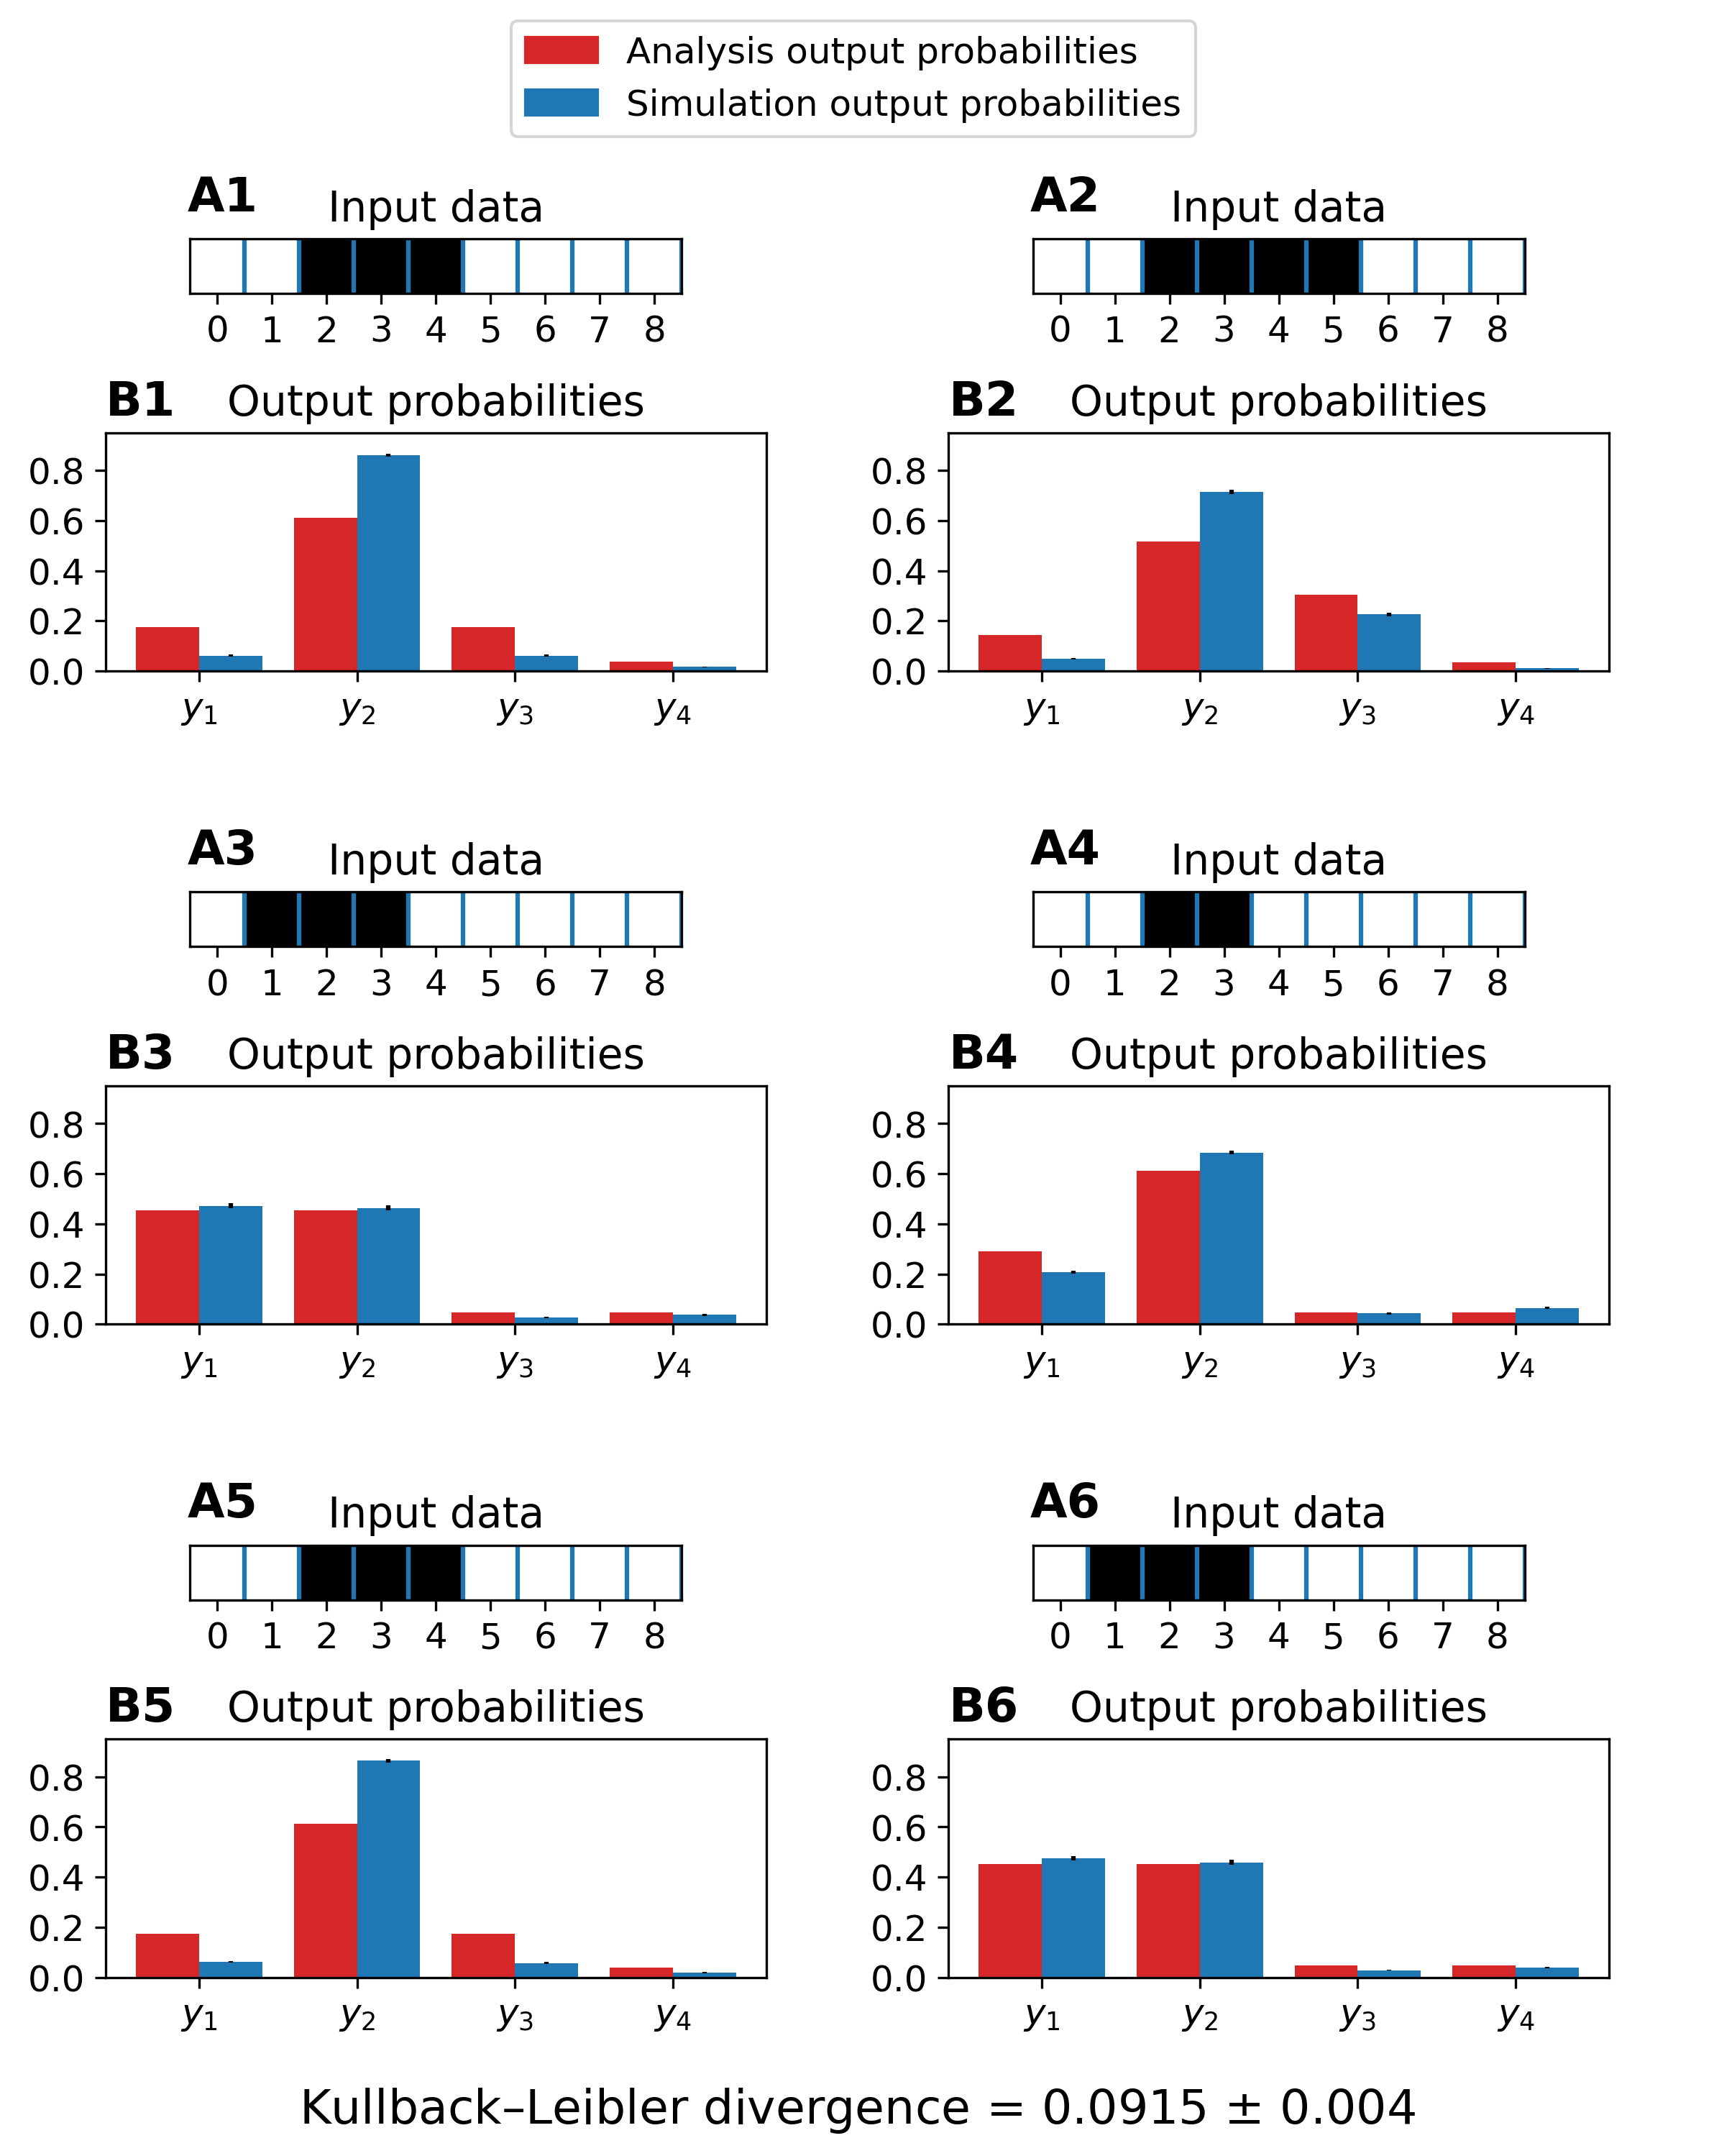 Analysis output probabilities
Simulation output probabilities
A1 Input data
0 1 2 3 4 5 6 7 8
A2 Input data
0 1 2 3 4 5 6 7 8
B1 Output probabilities
0.8
0.6
0.4
0.2
0.0
y₁ y₂ y₃ y₄
B2 Output probabilities
0.8
0.6
0.4
0.2
0.0
y₁ y₂ y₃ y₄
A3 Input data
0 1 2 3 4 5 6 7 8
A4 Input data
0 1 2 3 4 5 6 7 8
B3 Output probabilities
0.8
0.6
0.4
0.2
0.0
y₁ y₂ y₃ y₄
B4 Output probabilities
0.8
0.6
0.4
0.2
0.0
y₁ y₂ y₃ y₄
A5 Input data
0 1 2 3 4 5 6 7 8
A6 Input data
0 1 2 3 4 5 6 7 8
B5 Output probabilities
0.8
0.6
0.4
0.2
0.0
y₁ y₂ y₃ y₄
B6 Output probabilities
0.8
0.6
0.4
0.2
0.0
y₁ y₂ y₃ y₄
Kullback–Leibler divergence = 0.0915 ± 0.004